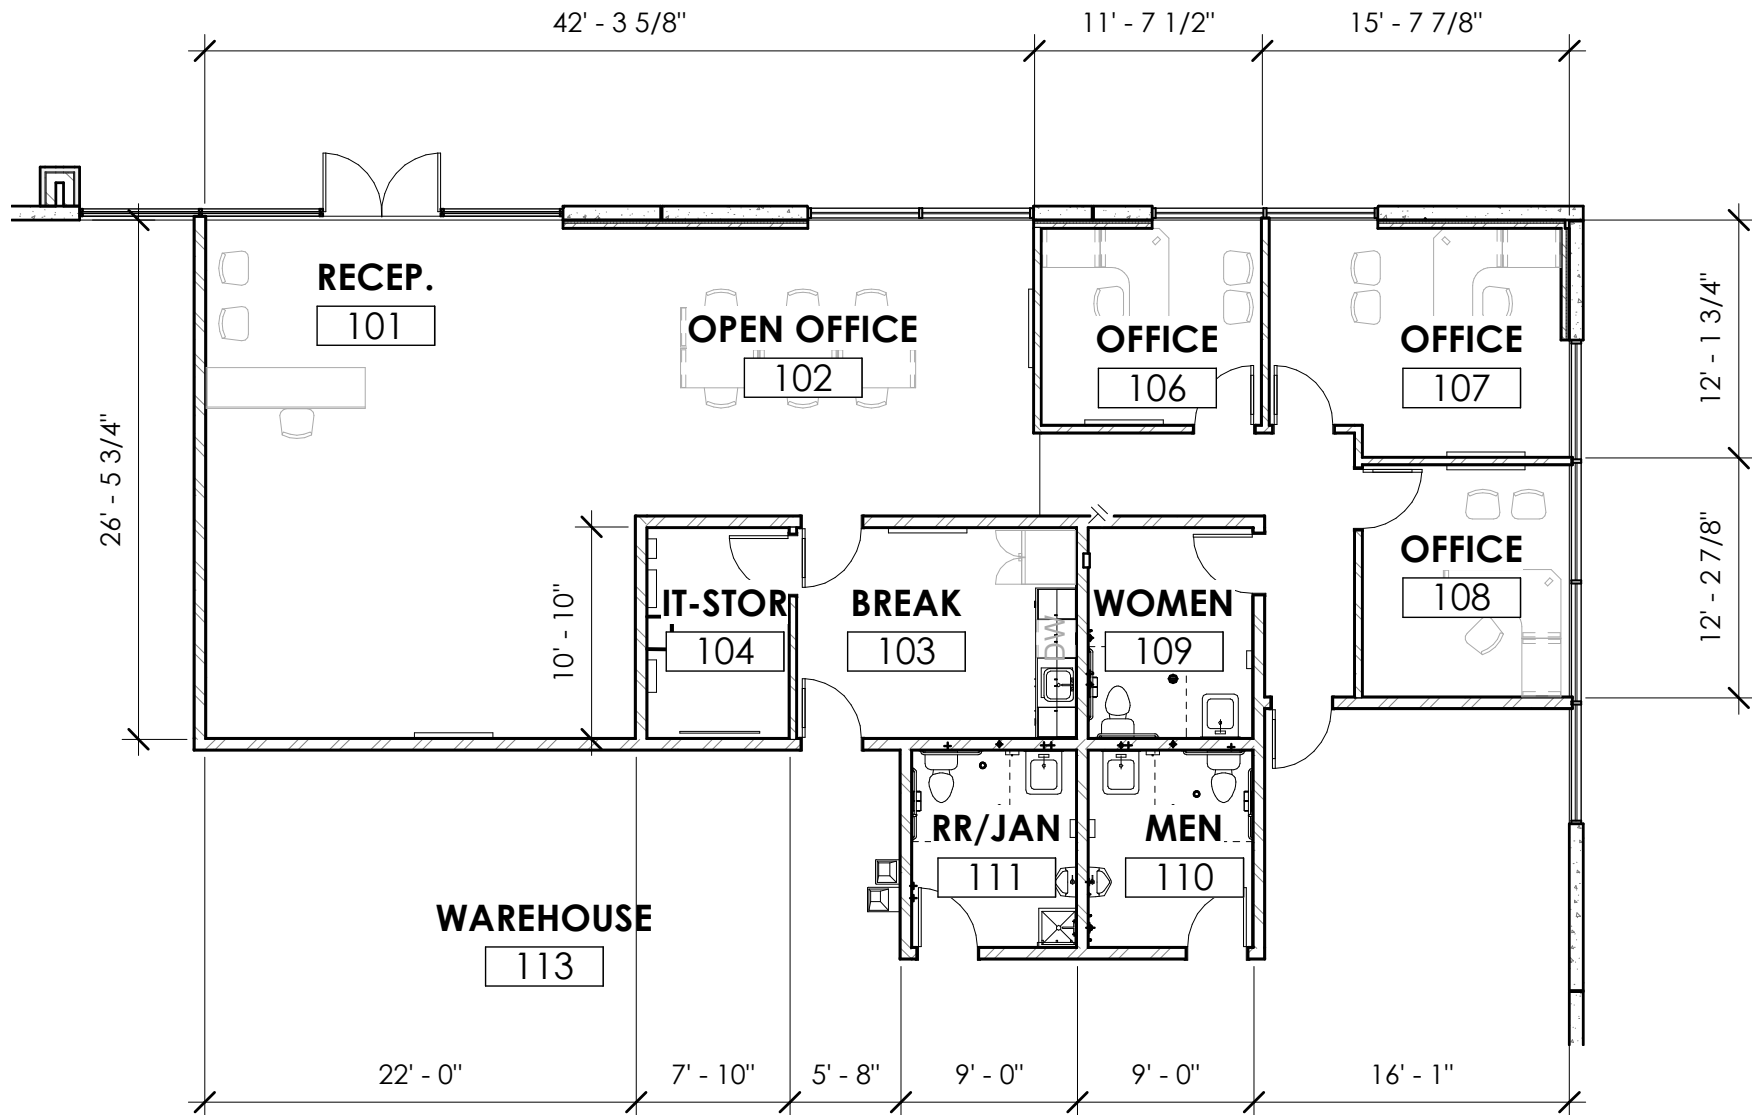 42' - 3 5/8"
11' - 7 1/2"
15' - 7 7/8"
RECEP.
101
OPEN OFFICE
102
OFFICE
106
OFFICE
107
12' - 1 3/4"
26' - 5 3/4"
10' - 10"
IT-STOR
104
BREAK
103
DW
WOMEN
109
OFFICE
108
12' - 2 7/8"
RR/JAN
111
MEN
110
WAREHOUSE
113
22' - 0"
7' - 10"
5' - 8"
9' - 0"
9' - 0"
16' - 1"